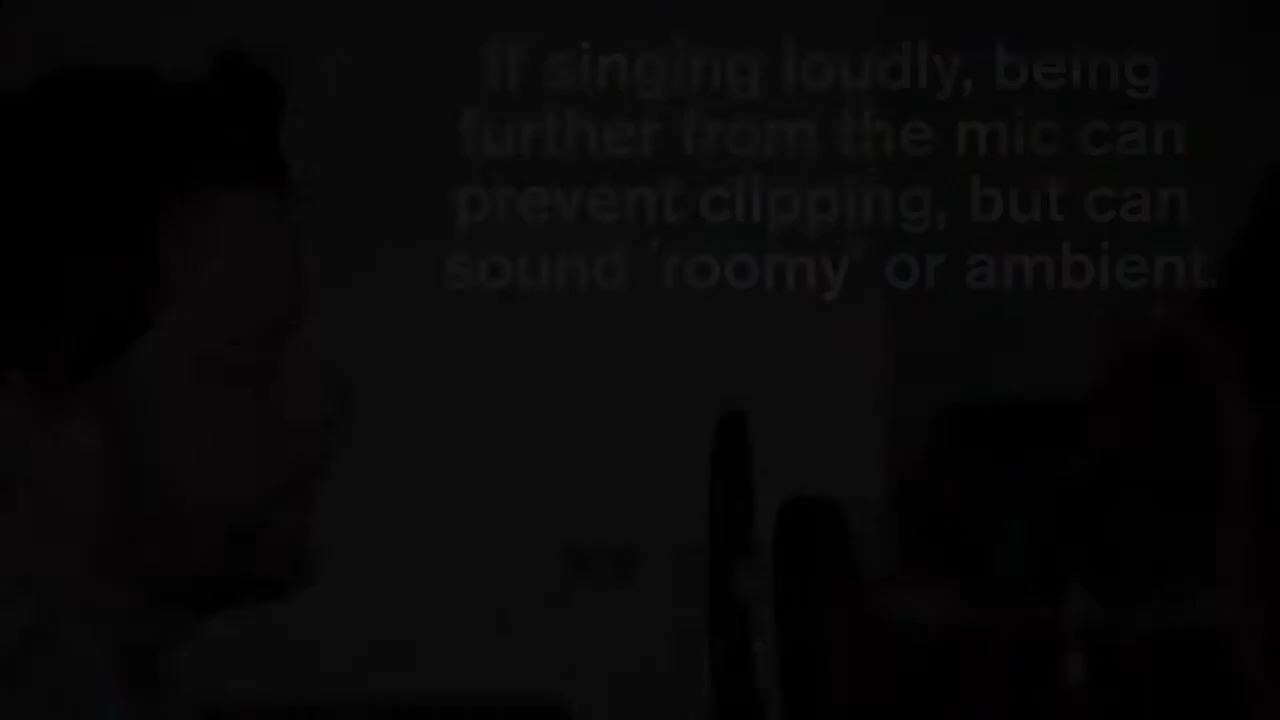 If singing loudly, being
further from the mic can
prevent clipping, but can
sound 'roomy' or ambient.